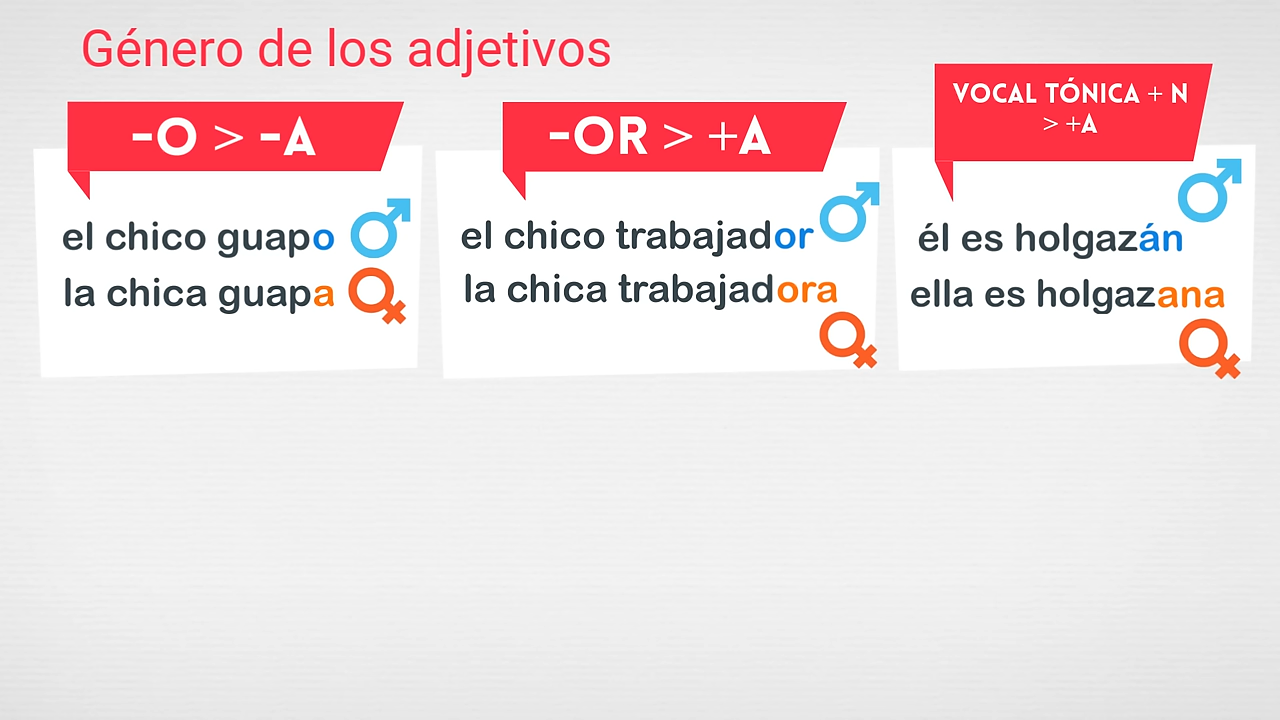 Género de los adjetivos
-O > -A
el chico guapo
la chica guapa
-OR > +A
el chico trabajador
la chica trabajadora
VOCAL TÓNICA + N
> +A
él es holgazán
ella es holgazana